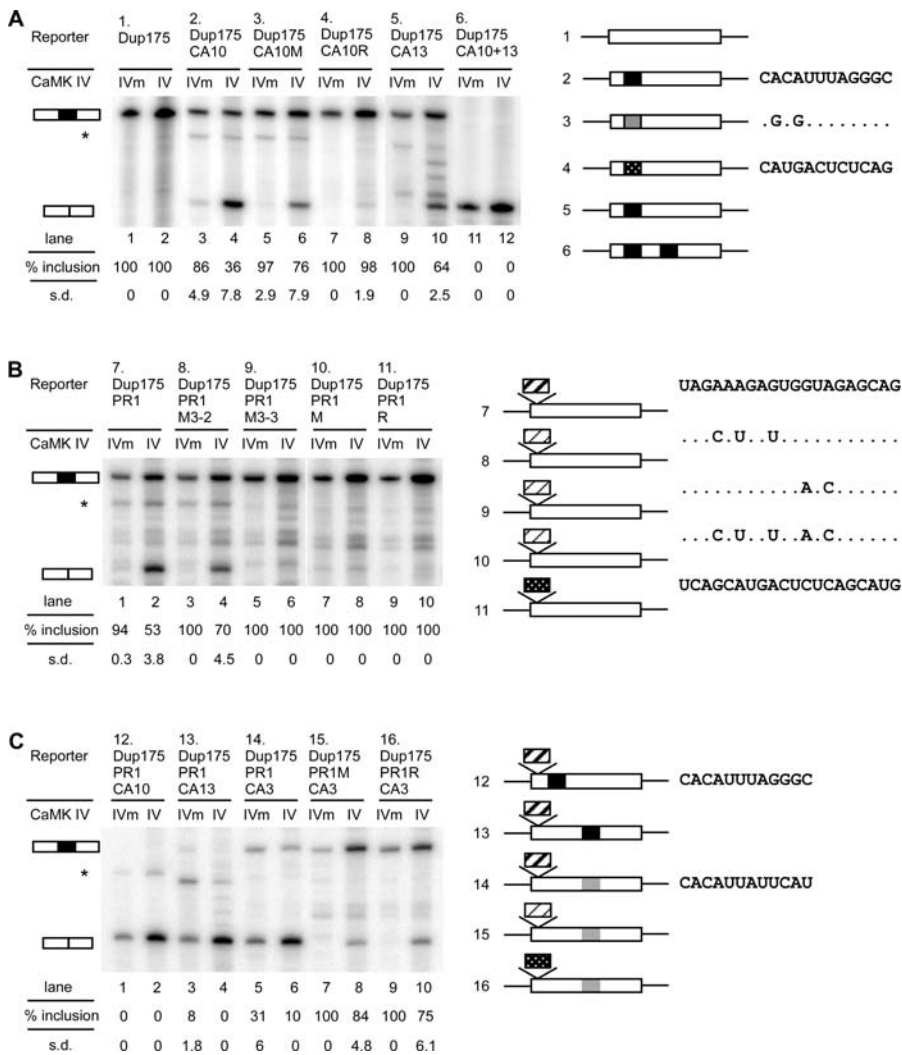 A
1. 2. 3. 4. 5. 6.
Reporter Dup175 Dup175 Dup175 Dup175 Dup175 Dup175
CA10 CA10M CA10R CA13 CA10+13
CaMK IV IVm IV IVm IV IVm IV IVm IV IVm IV IVm IV
*
lane 1 2 3 4 5 6 7 8 9 10 11 12
% inclusion 100 100 86 36 97 76 100 98 100 64 0 0
s.d. 0 0 4.9 7.8 2.9 7.9 0 1.9 0 2.5 0 0
1
2 CACAUUUAGGGC
3 .G.G........
4 CAUGACUCUCAG
5
6
B
7. 8. 9. 10. 11.
Reporter Dup175 Dup175 Dup175 Dup175 Dup175
PR1 PR1 PR1 PR1 PR1
M3-2 M3-3 M R
CaMK IV IVm IV IVm IV IVm IV IVm IV IVm IV
*
lane 1 2 3 4 5 6 7 8 9 10
% inclusion 94 53 100 70 100 100 100 100 100 100
s.d. 0.3 3.8 0 4.5 0 0 0 0 0 0
UAGAAAGAGUGGUAGAGCAG
7
...C.U..U...........
8
...........A.C......
9
...C.U..U..A.C......
10
UCAGCAUGACUCUCAGCAUG
11
C
12. 13. 14. 15. 16.
Reporter Dup175 Dup175 Dup175 Dup175 Dup175
PR1 PR1 PR1 PR1M PR1R
CA10 CA13 CA3 CA3 CA3
CaMK IV IVm IV IVm IV IVm IV IVm IV IVm IV
*
lane 1 2 3 4 5 6 7 8 9 10
% inclusion 0 0 8 0 31 10 100 84 100 75
s.d. 0 0 1.8 0 6 0 0 4.8 0 6.1
12 CACAUUUAGGGC
13
14 CACAUUAUUCAU
15
16